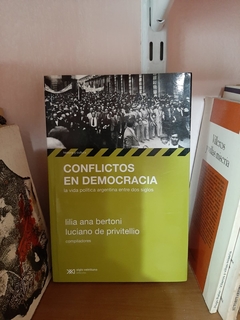 CONFLICTOS
EN DEMOCRACIA
la vida política argentina entre dos siglos
lilia ana bertoni
luciano de privitellio
compiladores